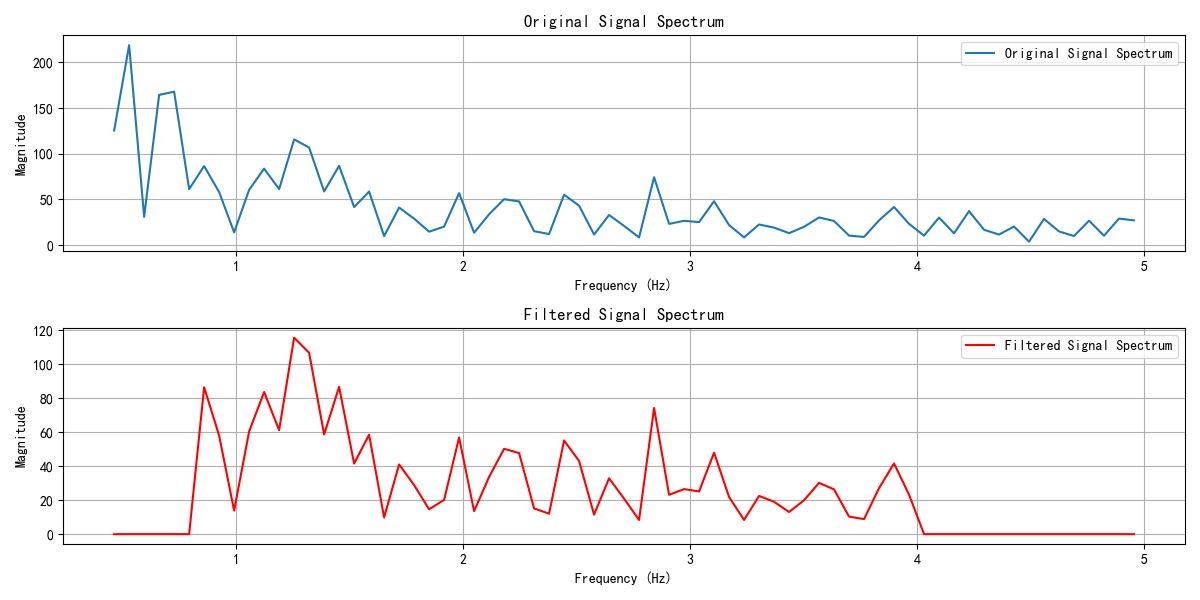 Original Signal Spectrum
Original Signal Spectrum
200
150
100
50
0
Magnitude
1 2 3 4 5
Frequency (Hz)
Filtered Signal Spectrum
Filtered Signal Spectrum
120
100
80
60
40
20
0
Magnitude
1 2 3 4 5
Frequency (Hz)